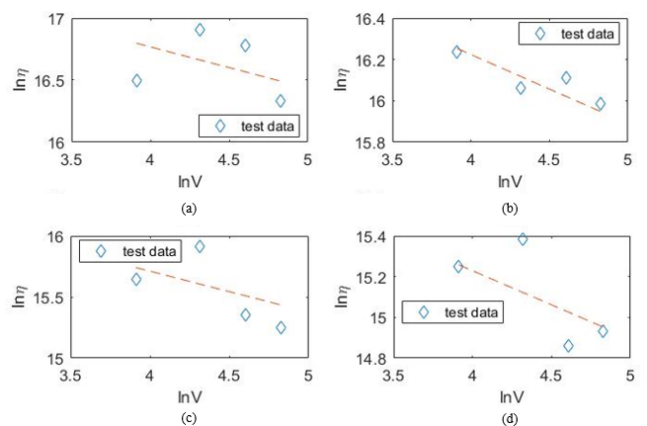 17
16.5
16
lnη
test data
3.5 4 4.5 5
lnV
(a)
16.4
16.2
16
15.8
lnη
test data
3.5 4 4.5 5
lnV
(b)
16
15.5
15
lnη
test data
3.5 4 4.5 5
lnV
(c)
15.4
15.2
15
14.8
lnη
test data
3.5 4 4.5 5
lnV
(d)